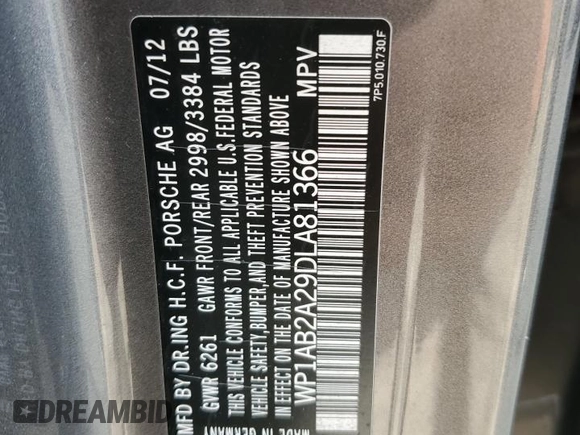 MFD BY DR.ING H.C.F. PORSCHE AG 07/12
GWR 6261 GAWR FRONT/REAR 2998/3384 LBS
THIS VEHICLE CONFORMS TO ALL APPLICABLE U.S.FEDERAL MOTOR
VEHICLE SAFETY,BUMPER,AND THEFT PREVENTION STANDARDS
IN EFFECT ON THE DATE OF MANUFACTURE SHOWN ABOVE
WP1AB2A29DLA81366 MPV
7P5.010.730.F
DREAMBID